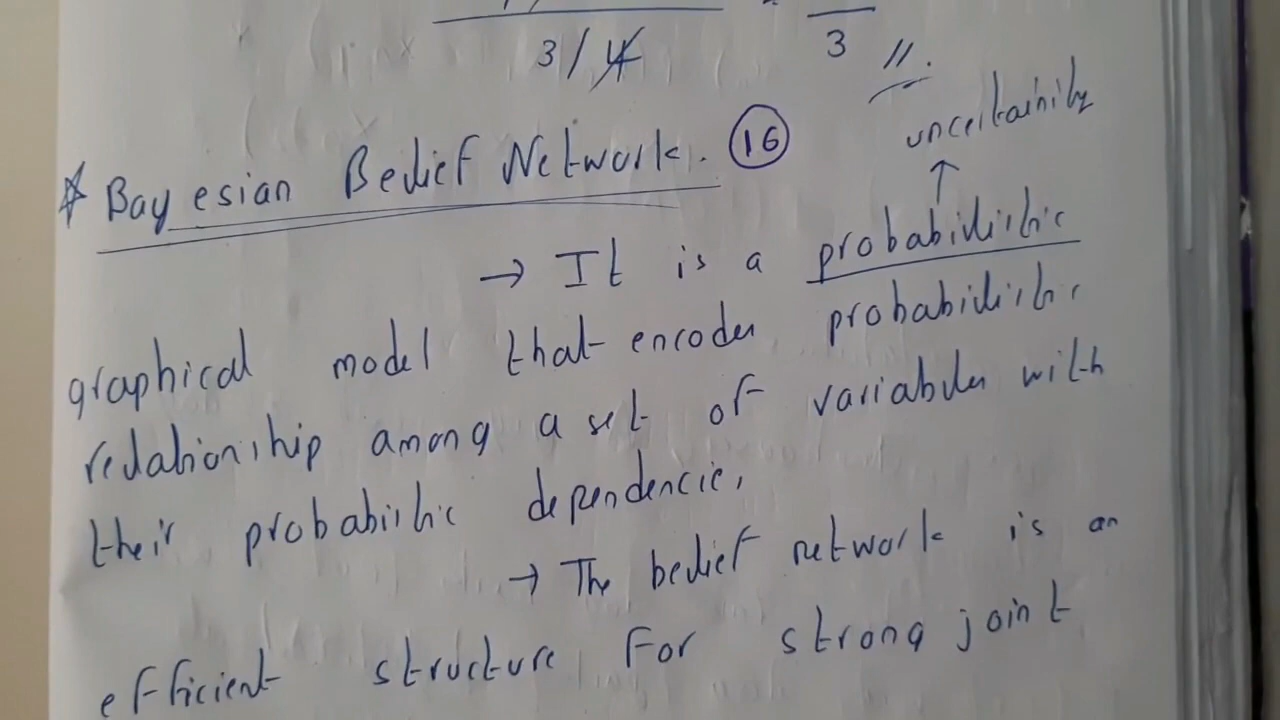 3/4 3 //.
uncertainity
* Bayesian Belief Network. 16
→ It is a probabilistic
graphical model that encodes probabilistic
relationship among a set of variables with
their probabilistic dependencies,
→ The belief network is an
efficient structure for strong joint